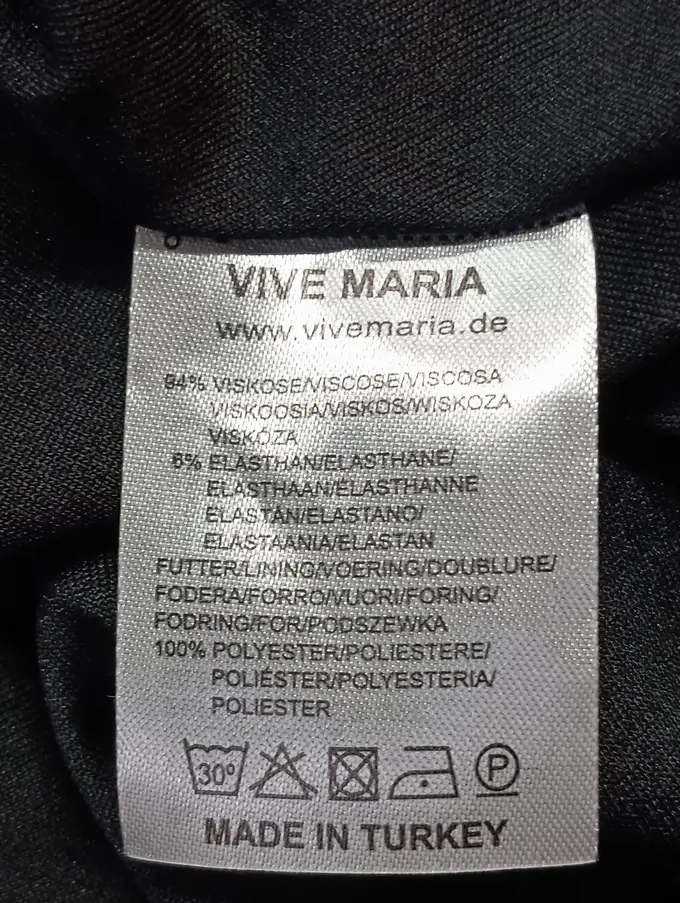 VIVE MARIA
www.vivemaria.de
94% VISKOSE/VISCOSE/VISCOSA
VISKOOSIA/VISKOS/WISKOZA
VISKÓZA
6% ELASTHAN/ELASTHANE/
ELASTHAAN/ÉLASTHANNE
ELASTÁN/ELASTANO/
ELASTAANIA/ELASTAN
FUTTER/LINING/VOERING/DOUBLURE/
FODERA/FORRO/VUORI/FORING/
FODRING/FOR/PODSZEWKA
100% POLYESTER/POLIESTERE/
POLIÉSTER/POLYESTERIA/
POLIESTER
30° P
MADE IN TURKEY